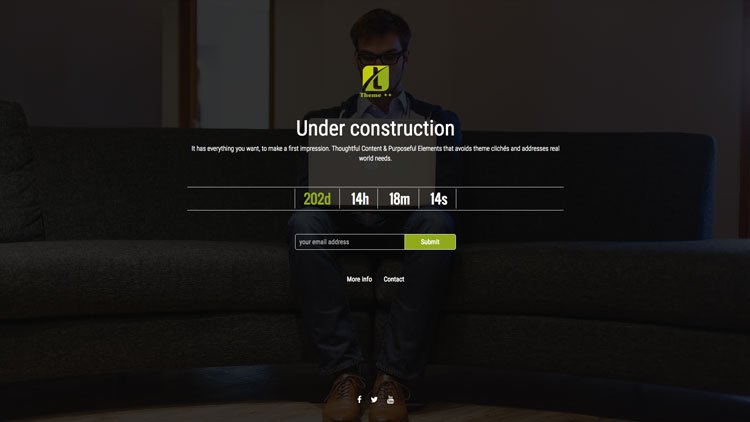 Theme ++
Under construction
It has everything you want, to make a first impression. Thoughtful Content & Purposeful Elements that avoids theme clichés and addresses real
world needs.
202d 14h 18m 14s
your email address Submit
More Info Contact